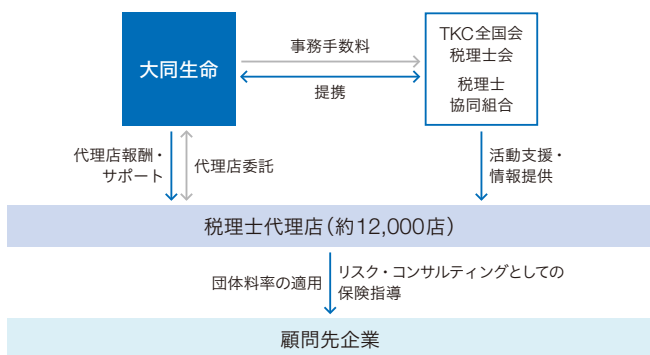 大同生命
事務手数料
提携
TKC全国会
税理士会
税理士
協同組合
代理店報酬・
サポート
代理店委託
活動支援・
情報提供
税理士代理店(約12,000店)
団体料率の適用
リスク・コンサルティングとしての
保険指導
顧問先企業